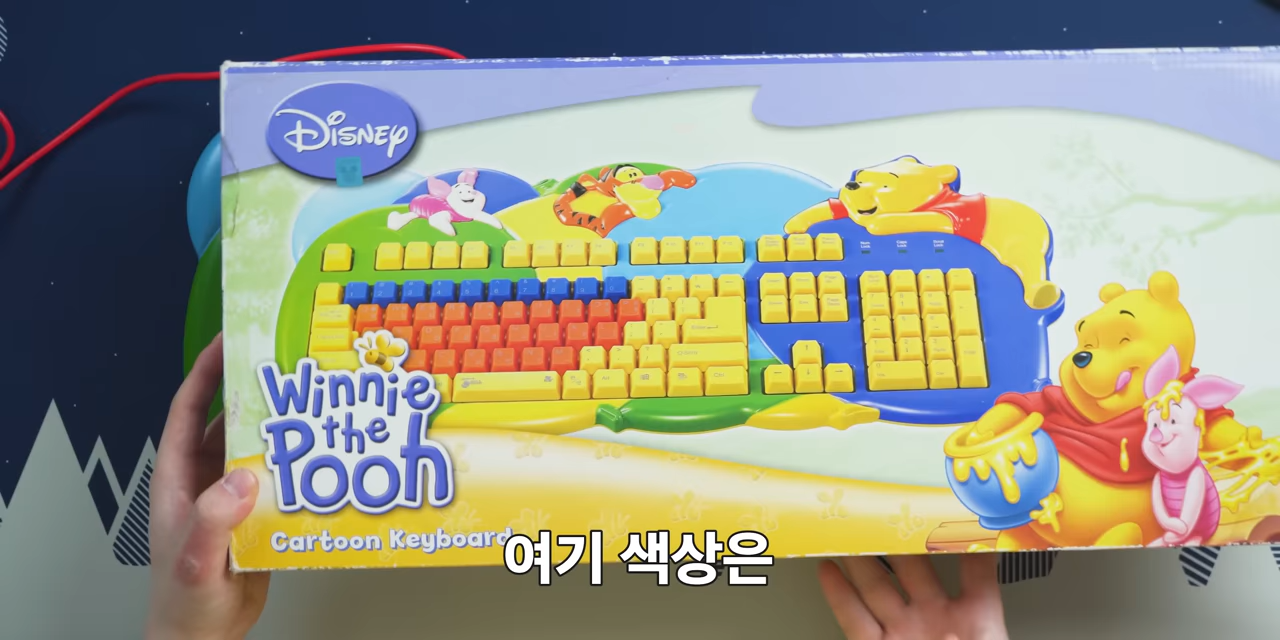 Disney
Winnie
the
Pooh
Cartoon Keyboard
여기 색상은